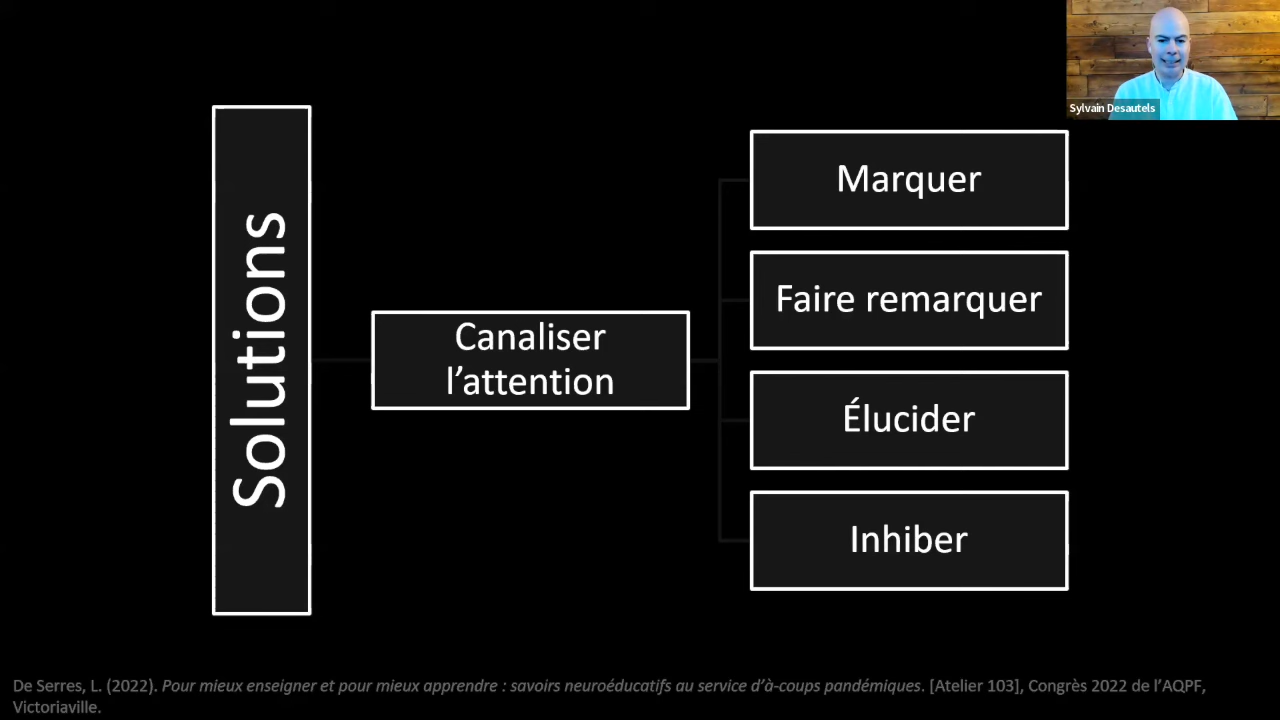 Sylvain Desautels
Solutions
Canaliser
l’attention
Marquer
Faire remarquer
Élucider
Inhiber
De Serres, L. (2022). Pour mieux enseigner et pour mieux apprendre : savoirs neuroéducatifs au service d’à-coups pandémiques. [Atelier 103], Congrès 2022 de l’AQPF,
Victoriaville.